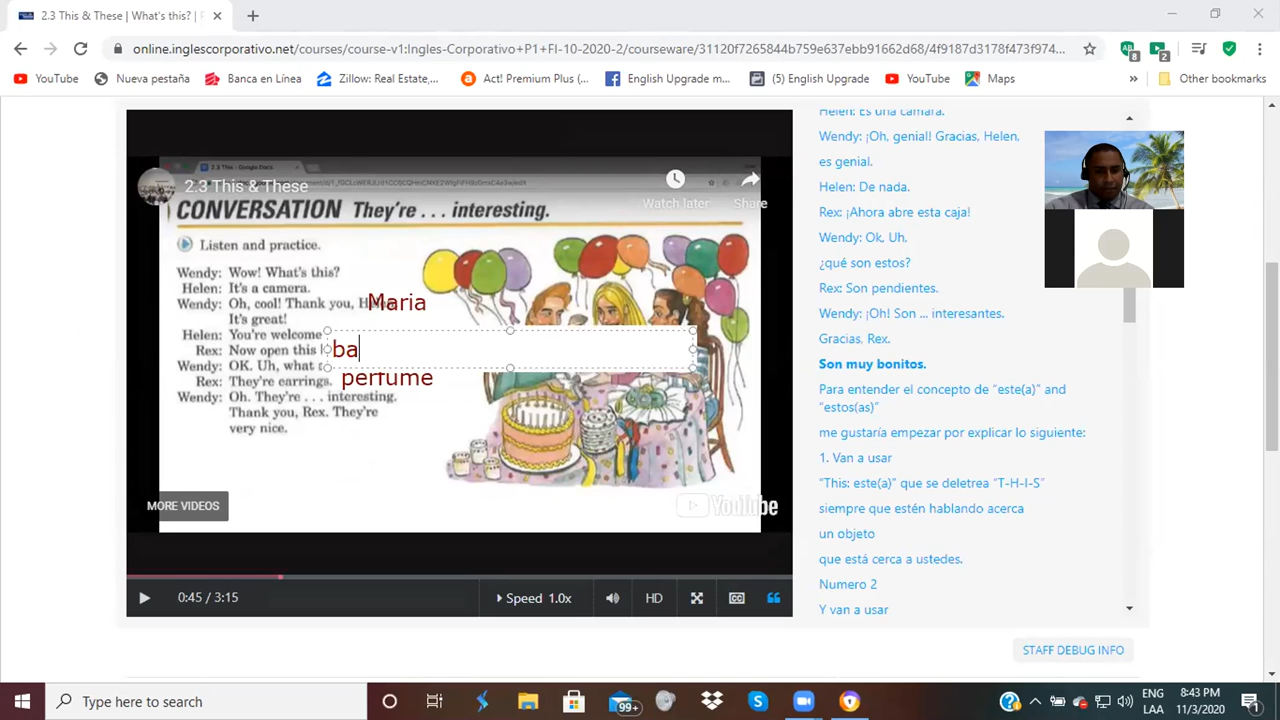 2.3 This & These | What's this? |
online.inglescorporativo.net/courses/course-v1:Ingles-Corporativo+P1+FI-10-2020-2/courseware/31120f7265844b759e637ebb91662d68/4f9187d3178f473f974...
8
2
YouTube
Nueva pestaña
Banca en Línea
Zillow: Real Estate,...
Act! Premium Plus (...
English Upgrade m...
(5) English Upgrade
YouTube
Maps
»
Other bookmarks
2.3 This - Google Docs
2.3 This & These
Watch later
Share
CONVERSATION They're . . . interesting.
Listen and practice.
Wendy: Wow! What's this?
Helen: It's a camera.
Wendy: Oh, cool! Thank you,
It's great!
Maria
Helen: You're welcome
Rex: Now open this
ba
Wendy: OK. Uh, what
Rex: They're earrings.
perfume
Wendy: Oh. They're . . . interesting.
Thank you, Rex. They're
very nice.
MORE VIDEOS
YouTube
0:45 / 3:15
Speed 1.0x
HD
CC
Helen: Es una cámara.
Wendy: ¡Oh, genial! Gracias, Helen,
es genial.
Helen: De nada.
Rex: ¡Ahora abre esta caja!
Wendy: Ok, Uh,
¿qué son estos?
Rex: Son pendientes.
Wendy: ¡Oh! Son ... interesantes.
Gracias, Rex.
Son muy bonitos.
Para entender el concepto de “este(a)” and
“estos(as)”
me gustaría empezar por explicar lo siguiente:
1. Van a usar
“This: este(a)” que se deletrea “T-H-I-S”
siempre que estén hablando acerca
un objeto
que está cerca a ustedes.
Numero 2
Y van a usar
STAFF DEBUG INFO
Type here to search
99+
ENG
LAA
8:43 PM
11/3/2020
1